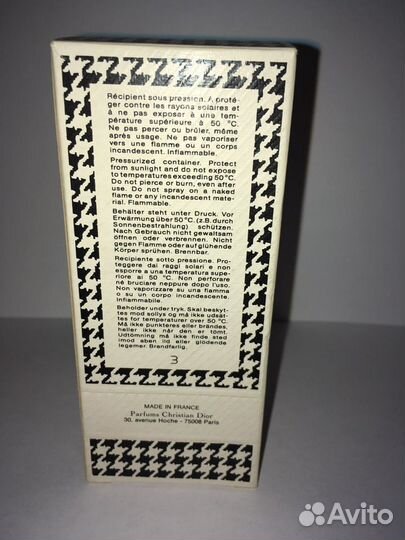 Récipient sous pression. A proté-
ger contre les rayons solaires et
à ne pas exposer à une tem-
pérature supérieure à 50 °C.
Ne pas percer ou brûler, même
après usage. Ne pas vaporiser
vers une flamme ou un corps
incandescent. Inflammable.
Pressurized container. Protect
from sunlight and do not expose
to temperatures exceeding 50 °C.
Do not pierce or burn, even after
use. Do not spray on a naked
flame or any incandescent mate-
rial. Flammable.
Behälter steht unter Druck. Vor
Erwärmung über 50 °C, (z.B. durch
Sonnenbestrahlung) schützen.
Nach Gebrauch nicht gewaltsam
öffnen oder verbrennen. Nicht
gegen Flamme oder auf glühende
Körper sprühen. Brennbar.
Recipiente sotto pressione. Pro-
teggere dai raggi solari e non
esporre a una temperatura supe-
riore ai 50 °C. Non perforare
né bruciare neppure dopo l'uso.
Non vaporizzare su una fiamma
o su un corpo incandescente.
Infiammabile.
Beholder under tryk. Skal beskyt-
tes mod sollys og må ikke udsæt-
tes for temperaturer over 50 °C.
Må ikke punkteres eller brændes,
heller ikke når den er tømt.
Udtömning må ikke finde sted
imod åben ild eller glödende
legemer. Brandfarlig.
3
MADE IN FRANCE
Parfums Christian Dior
30, avenue Hoche - 75008 Paris
Avito